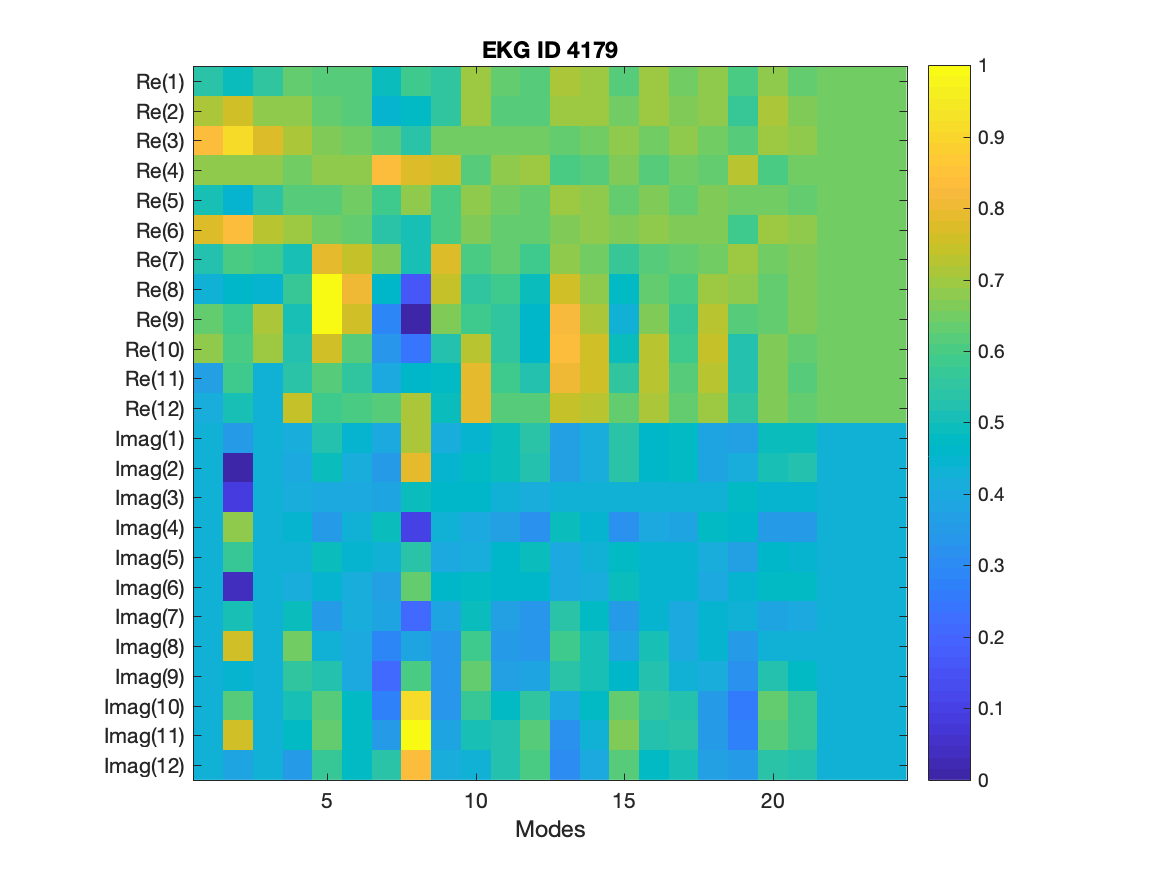 EKG ID 4179
Re(1)
Re(2)
Re(3)
Re(4)
Re(5)
Re(6)
Re(7)
Re(8)
Re(9)
Re(10)
Re(11)
Re(12)
Imag(1)
Imag(2)
Imag(3)
Imag(4)
Imag(5)
Imag(6)
Imag(7)
Imag(8)
Imag(9)
Imag(10)
Imag(11)
Imag(12)
5 10 15 20
Modes
1
0.9
0.8
0.7
0.6
0.5
0.4
0.3
0.2
0.1
0